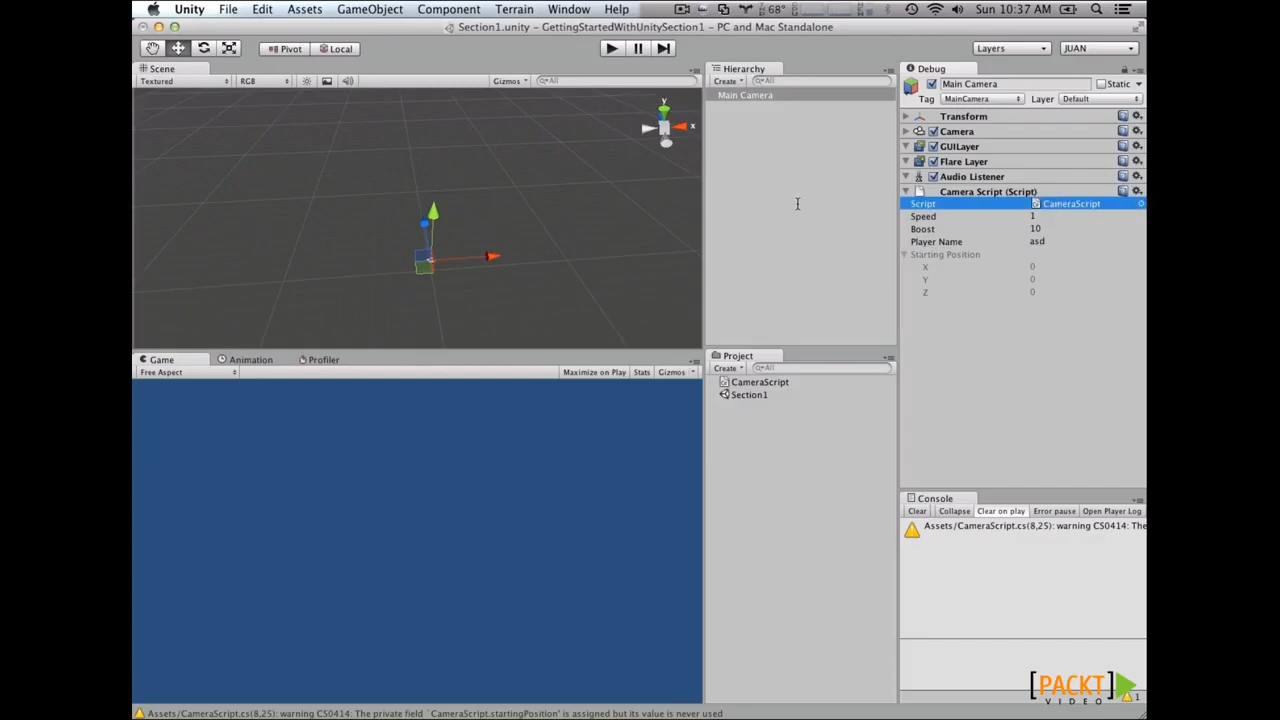 Unity File Edit Assets GameObject Component Terrain Window Help 68° Sun 10:37 AM
Section1.unity - GettingStartedWithUnitySection1 - PC and Mac Standalone
Pivot Local Layers JUAN
Scene
Textured RGB Gizmos All
Hierarchy
Create All
Main Camera
y
x
Debug
Main Camera Static
Tag MainCamera Layer Default
Transform
Camera
GUILayer
Flare Layer
Audio Listener
Camera Script (Script)
Script CameraScript
Speed 1
Boost 10
Player Name asd
Starting Position
X 0
Y 0
Z 0
Game Animation Profiler
Free Aspect Maximize on Play Stats Gizmos
Project
Create All
CameraScript
Section1
Console
Clear Collapse Clear on play Error pause Open Player Log
Assets/CameraScript.cs(8,25): warning CS0414: The
[PACKT]
VIDEO
1
Assets/CameraScript.cs(8,25): warning CS0414: The private field `CameraScript.startingPosition' is assigned but its value is never used